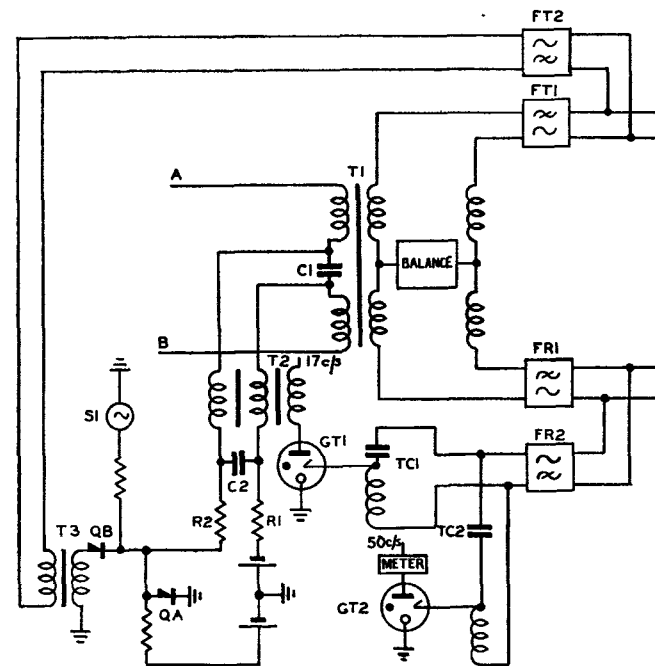 FT2
FT1
A
T1
C1
BALANCE
B
T2
17c/s
FR1
S1
GT1
FR2
C2
TC1
R2
R1
TC2
T3
QB
50c/s
METER
QA
GT2